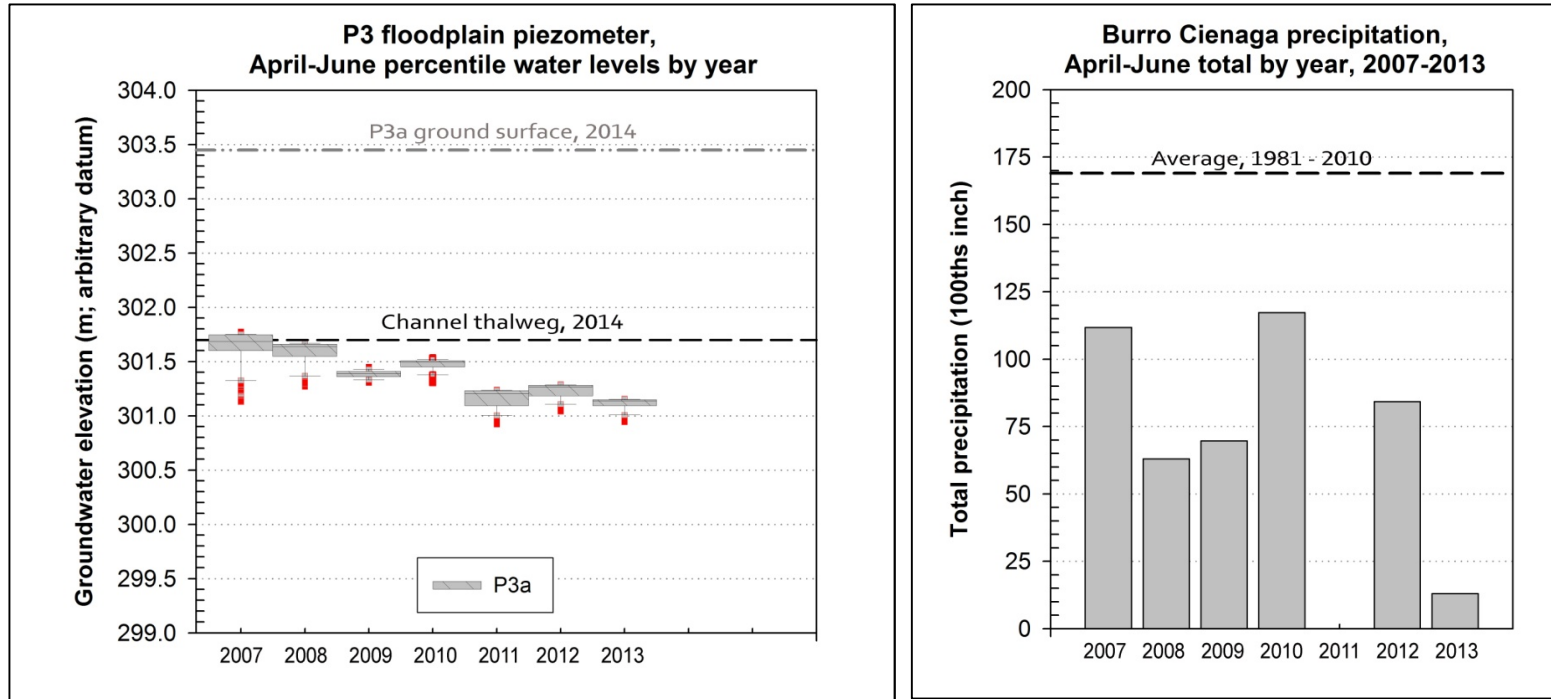 P3 floodplain piezometer,
April-June percentile water levels by year
Groundwater elevation (m; arbitrary datum)
304.0
303.5
303.0
302.5
302.0
301.5
301.0
300.5
300.0
299.5
299.0
P3a ground surface, 2014
Channel thalweg, 2014
P3a
2007 2008 2009 2010 2011 2012 2013
Burro Cienaga precipitation,
April-June total by year, 2007-2013
Total precipitation (100ths inch)
200
175
150
125
100
75
50
25
0
Average, 1981 - 2010
2007 2008 2009 2010 2011 2012 2013